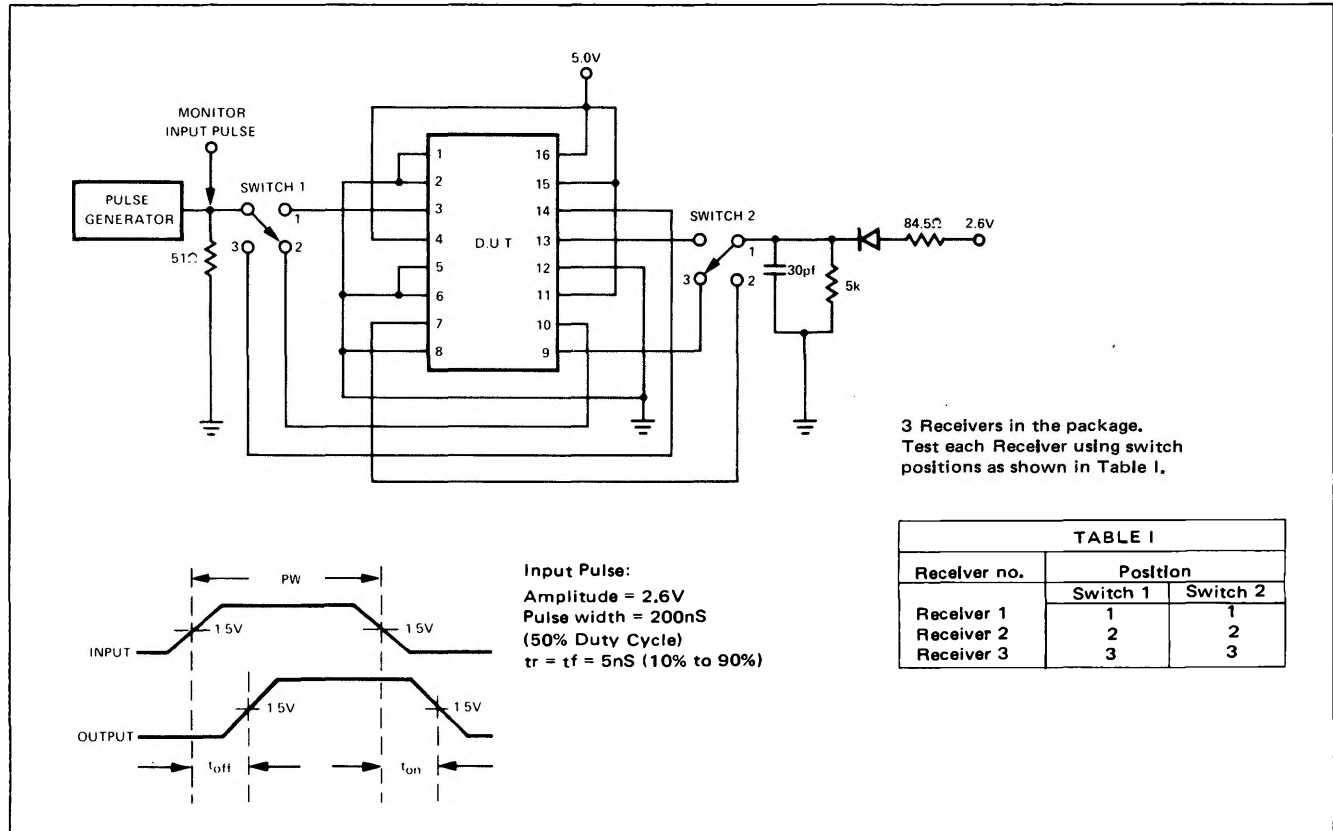 5.0V
MONITOR
INPUT PULSE
PULSE
GENERATOR
SWITCH 1
1
2
3
51Ω
D.U T
1
2
3
4
5
6
7
8
16
15
14
13
12
11
10
9
SWITCH 2
1
2
3
84.5Ω
2.6V
30pf
5k
3 Receivers in the package.
Test each Receiver using switch
positions as shown in Table I.
TABLE I
Receiver no. Position
Switch 1 Switch 2
Receiver 1 1 1
Receiver 2 2 2
Receiver 3 3 3
Input Pulse:
Amplitude = 2.6V
Pulse width = 200nS
(50% Duty Cycle)
tr = tf = 5nS (10% to 90%)
PW
1 5V
1 5V
INPUT
1 5V
1 5V
OUTPUT
toff
ton